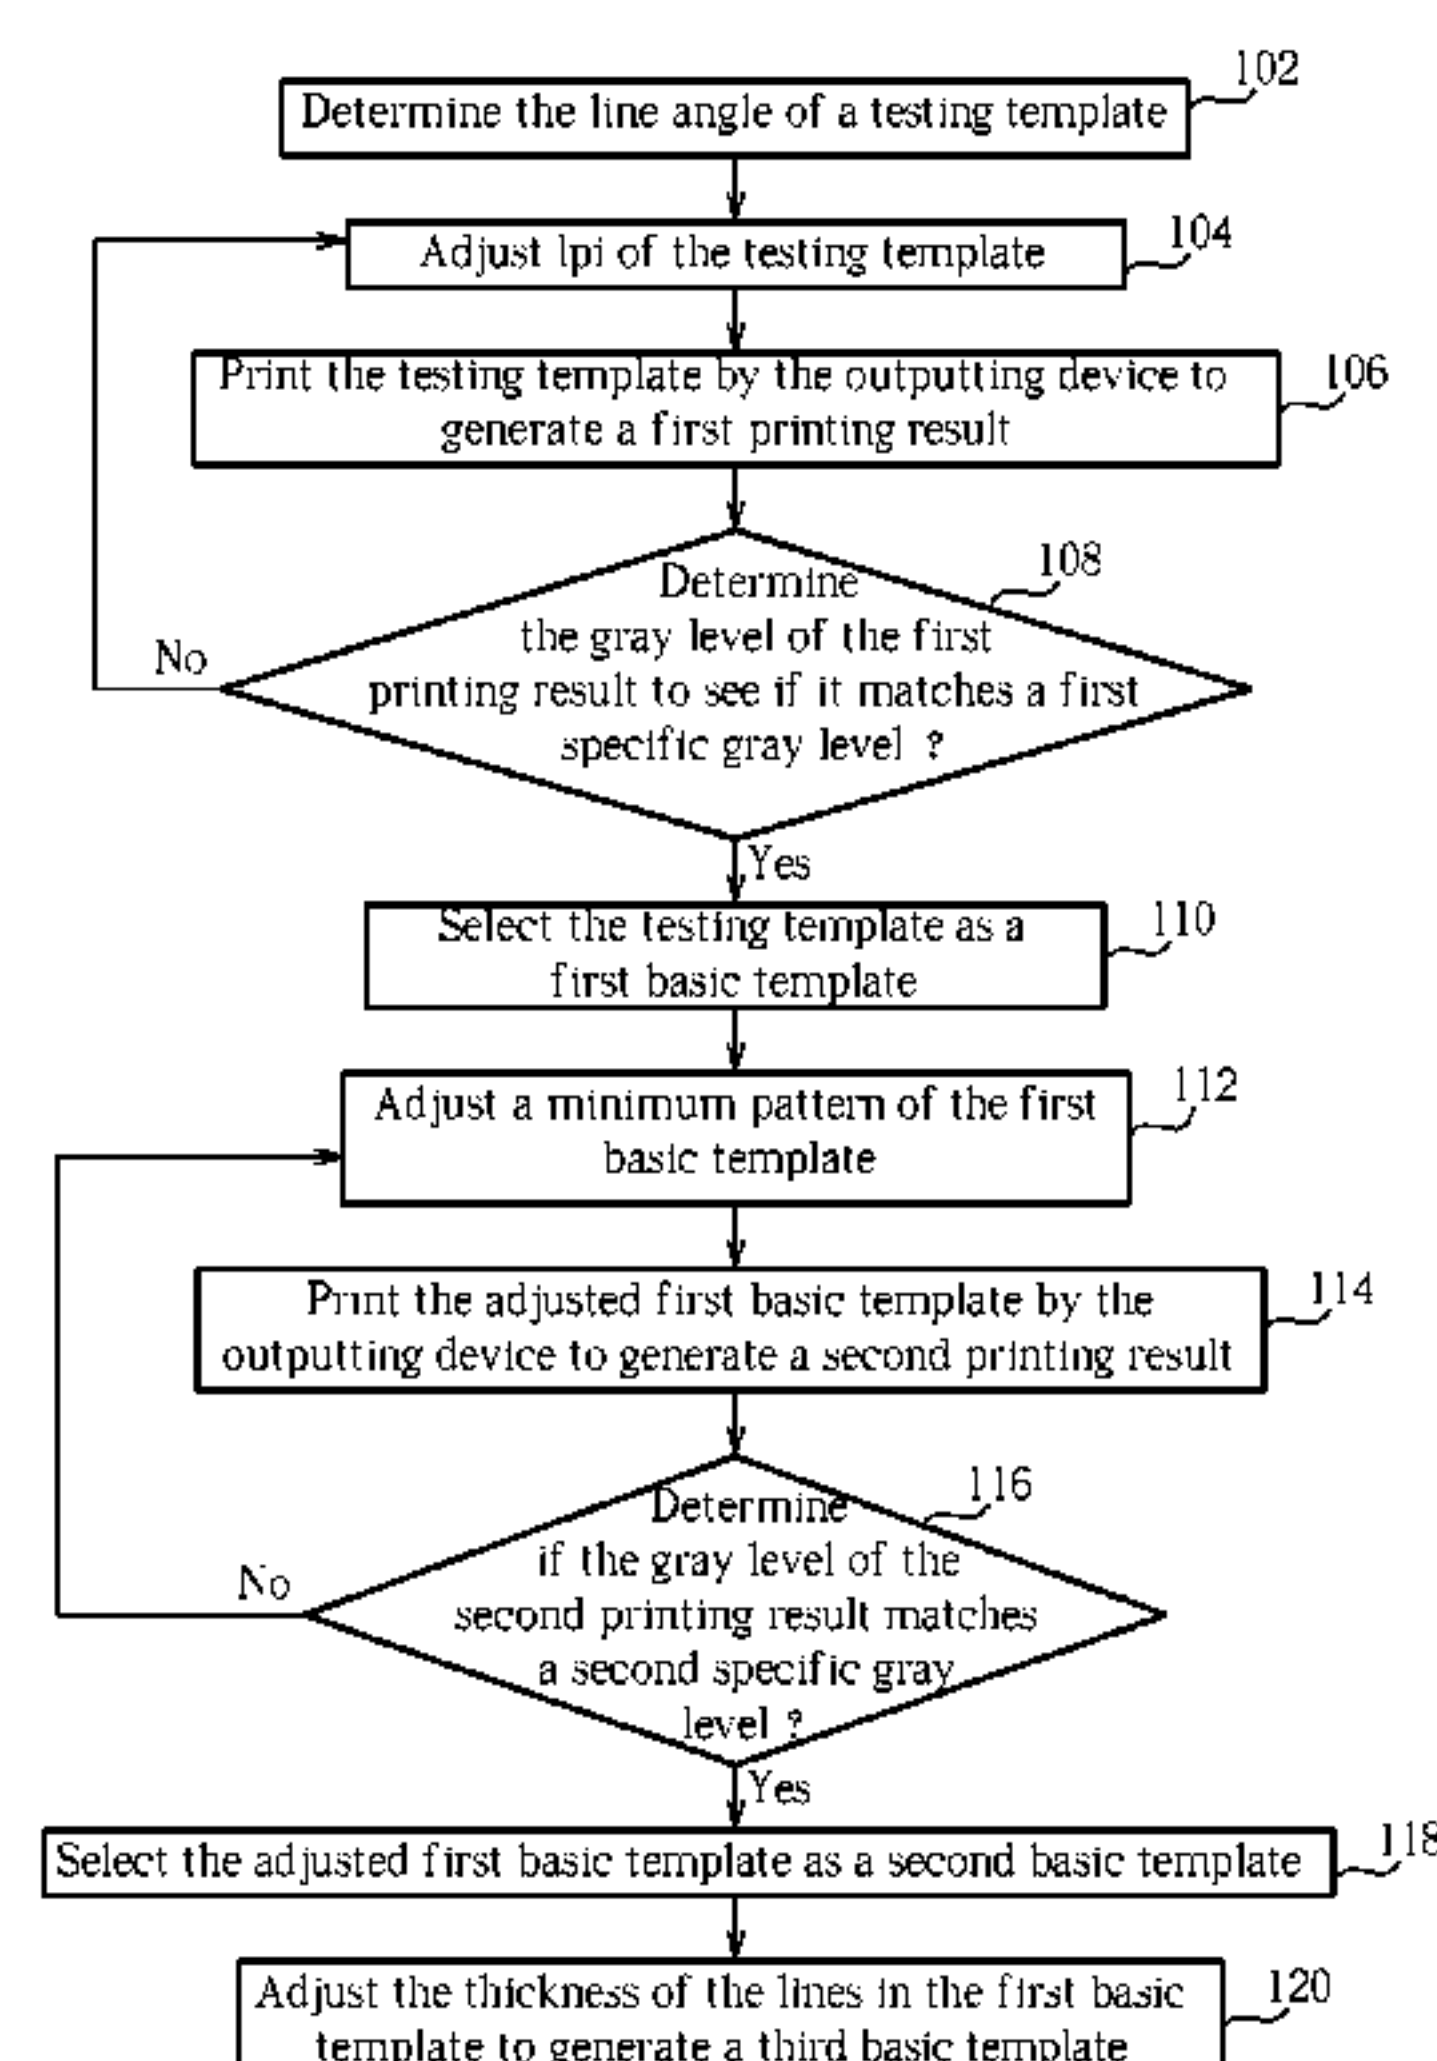 102
Determine the line angle of a testing template
104
Adjust lpi of the testing template
106
Print the testing template by the outputting device to
generate a first printing result
108
Determine
the gray level of the first
printing result to see if it matches a first
specific gray level ?
No
Yes
110
Select the testing template as a
first basic template
112
Adjust a minimum pattern of the first
basic template
114
Print the adjusted first basic template by the
outputting device to generate a second printing result
116
Determine
if the gray level of the
second printing result matches
a second specific gray
level ?
No
Yes
118
Select the adjusted first basic template as a second basic template
120
Adjust the thickness of the lines in the first basic
template to generate a third basic template